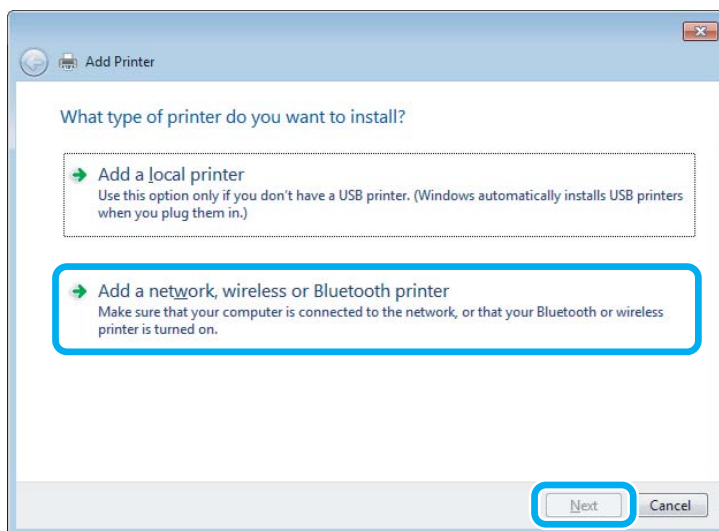 Add Printer
What type of printer do you want to install?
Add a local printer
Use this option only if you don't have a USB printer. (Windows automatically installs USB printers
when you plug them in.)
Add a network, wireless or Bluetooth printer
Make sure that your computer is connected to the network, or that your Bluetooth or wireless
printer is turned on.
Next
Cancel